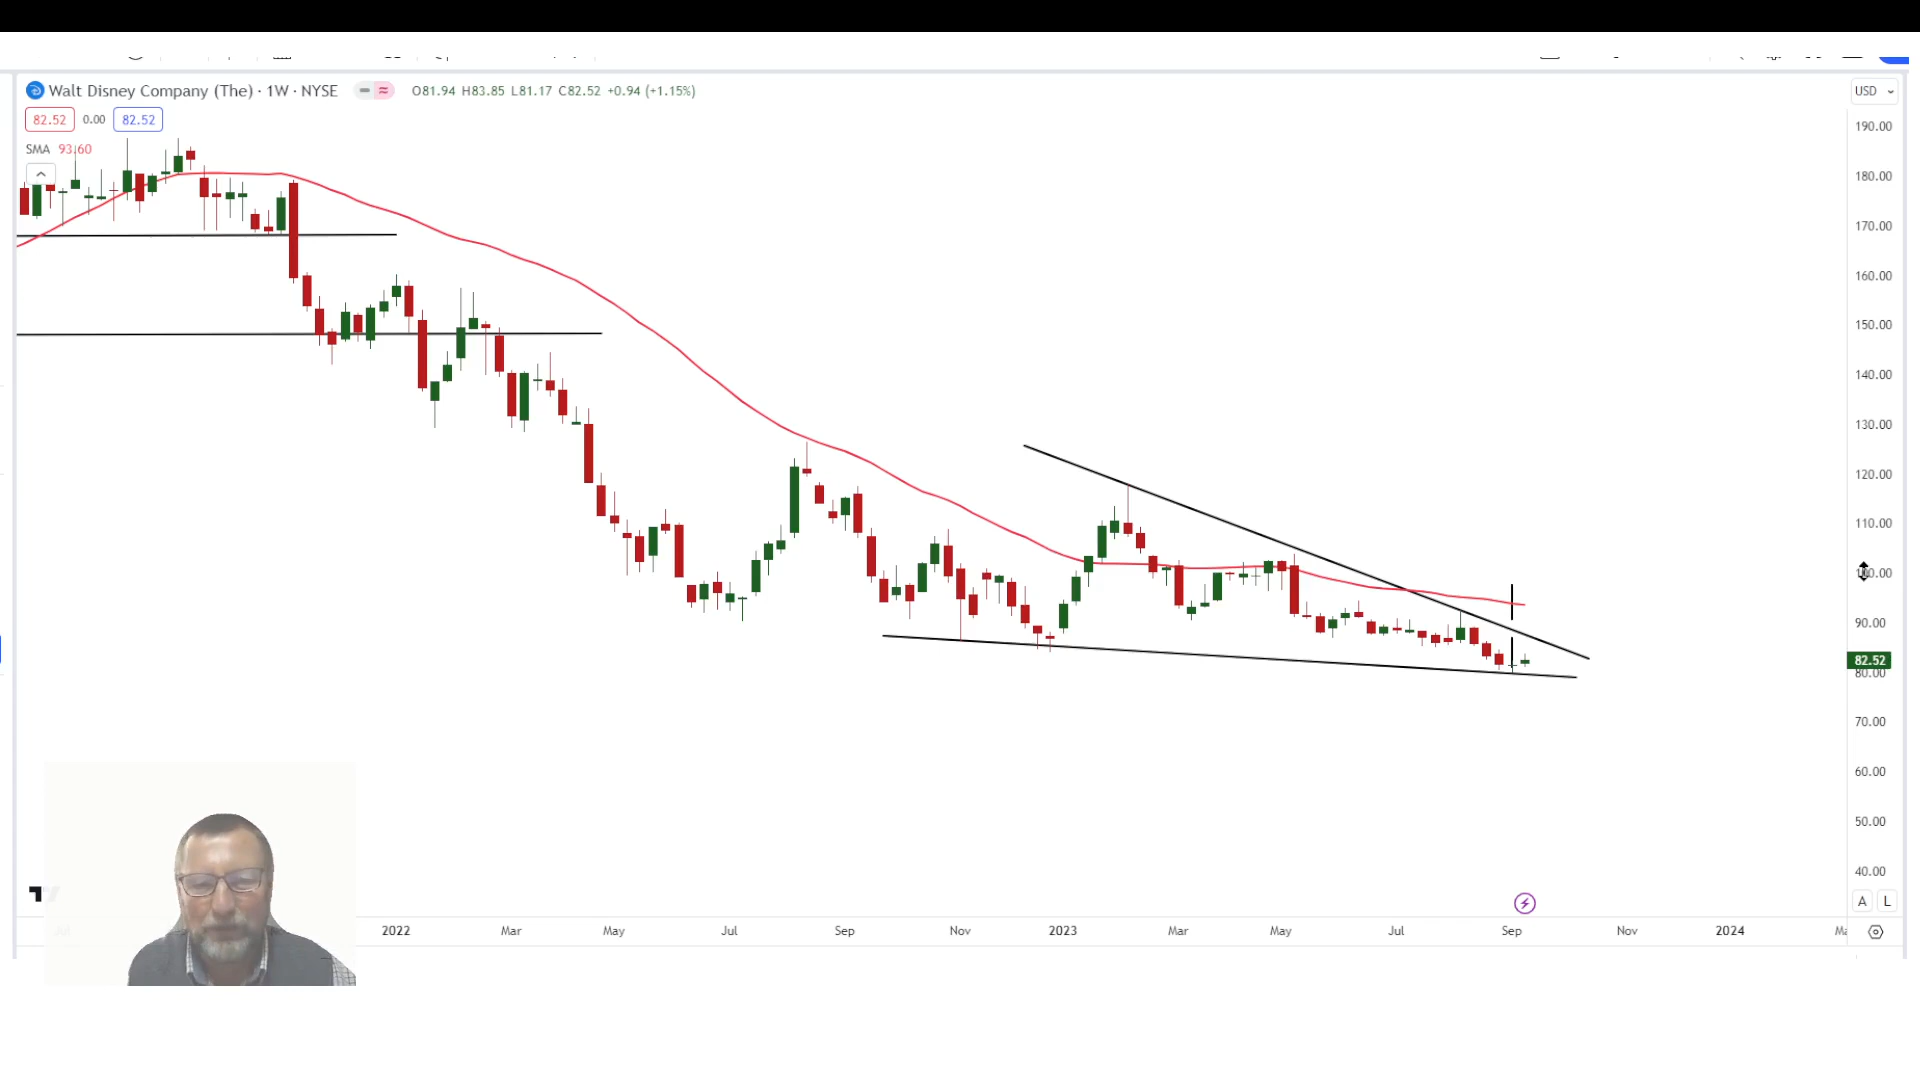 Walt Disney Company (The) · 1W · NYSE O81.94 H83.85 L81.17 C82.52 +0.94 (+1.15%)
USD
82.52 0.00 82.52
SMA 93.60
190.00
180.00
170.00
160.00
150.00
140.00
130.00
120.00
110.00
100.00
90.00
82.52
80.00
70.00
60.00
50.00
40.00
A L
Jul 2022 Mar May Jul Sep Nov 2023 Mar May Jul Sep Nov 2024